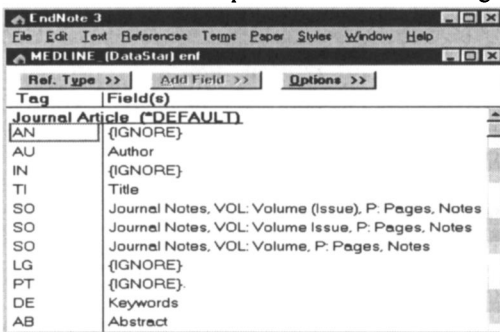 EndNote 3
File Edit Text References Terms Paper Styles Window Help
MEDLINE (DataStar) enf
Ref. Type >> Add Field >> Options >>
Tag Field(s)
Journal Article (*DEFAULT)
AN {IGNORE}
AU Author
IN {IGNORE}
TI Title
SO Journal Notes, VOL: Volume (Issue), P: Pages, Notes
SO Journal Notes, VOL: Volume Issue, P: Pages, Notes
SO Journal Notes, VOL: Volume, P: Pages, Notes
LG {IGNORE}
PT {IGNORE}
DE Keywords
AB Abstract